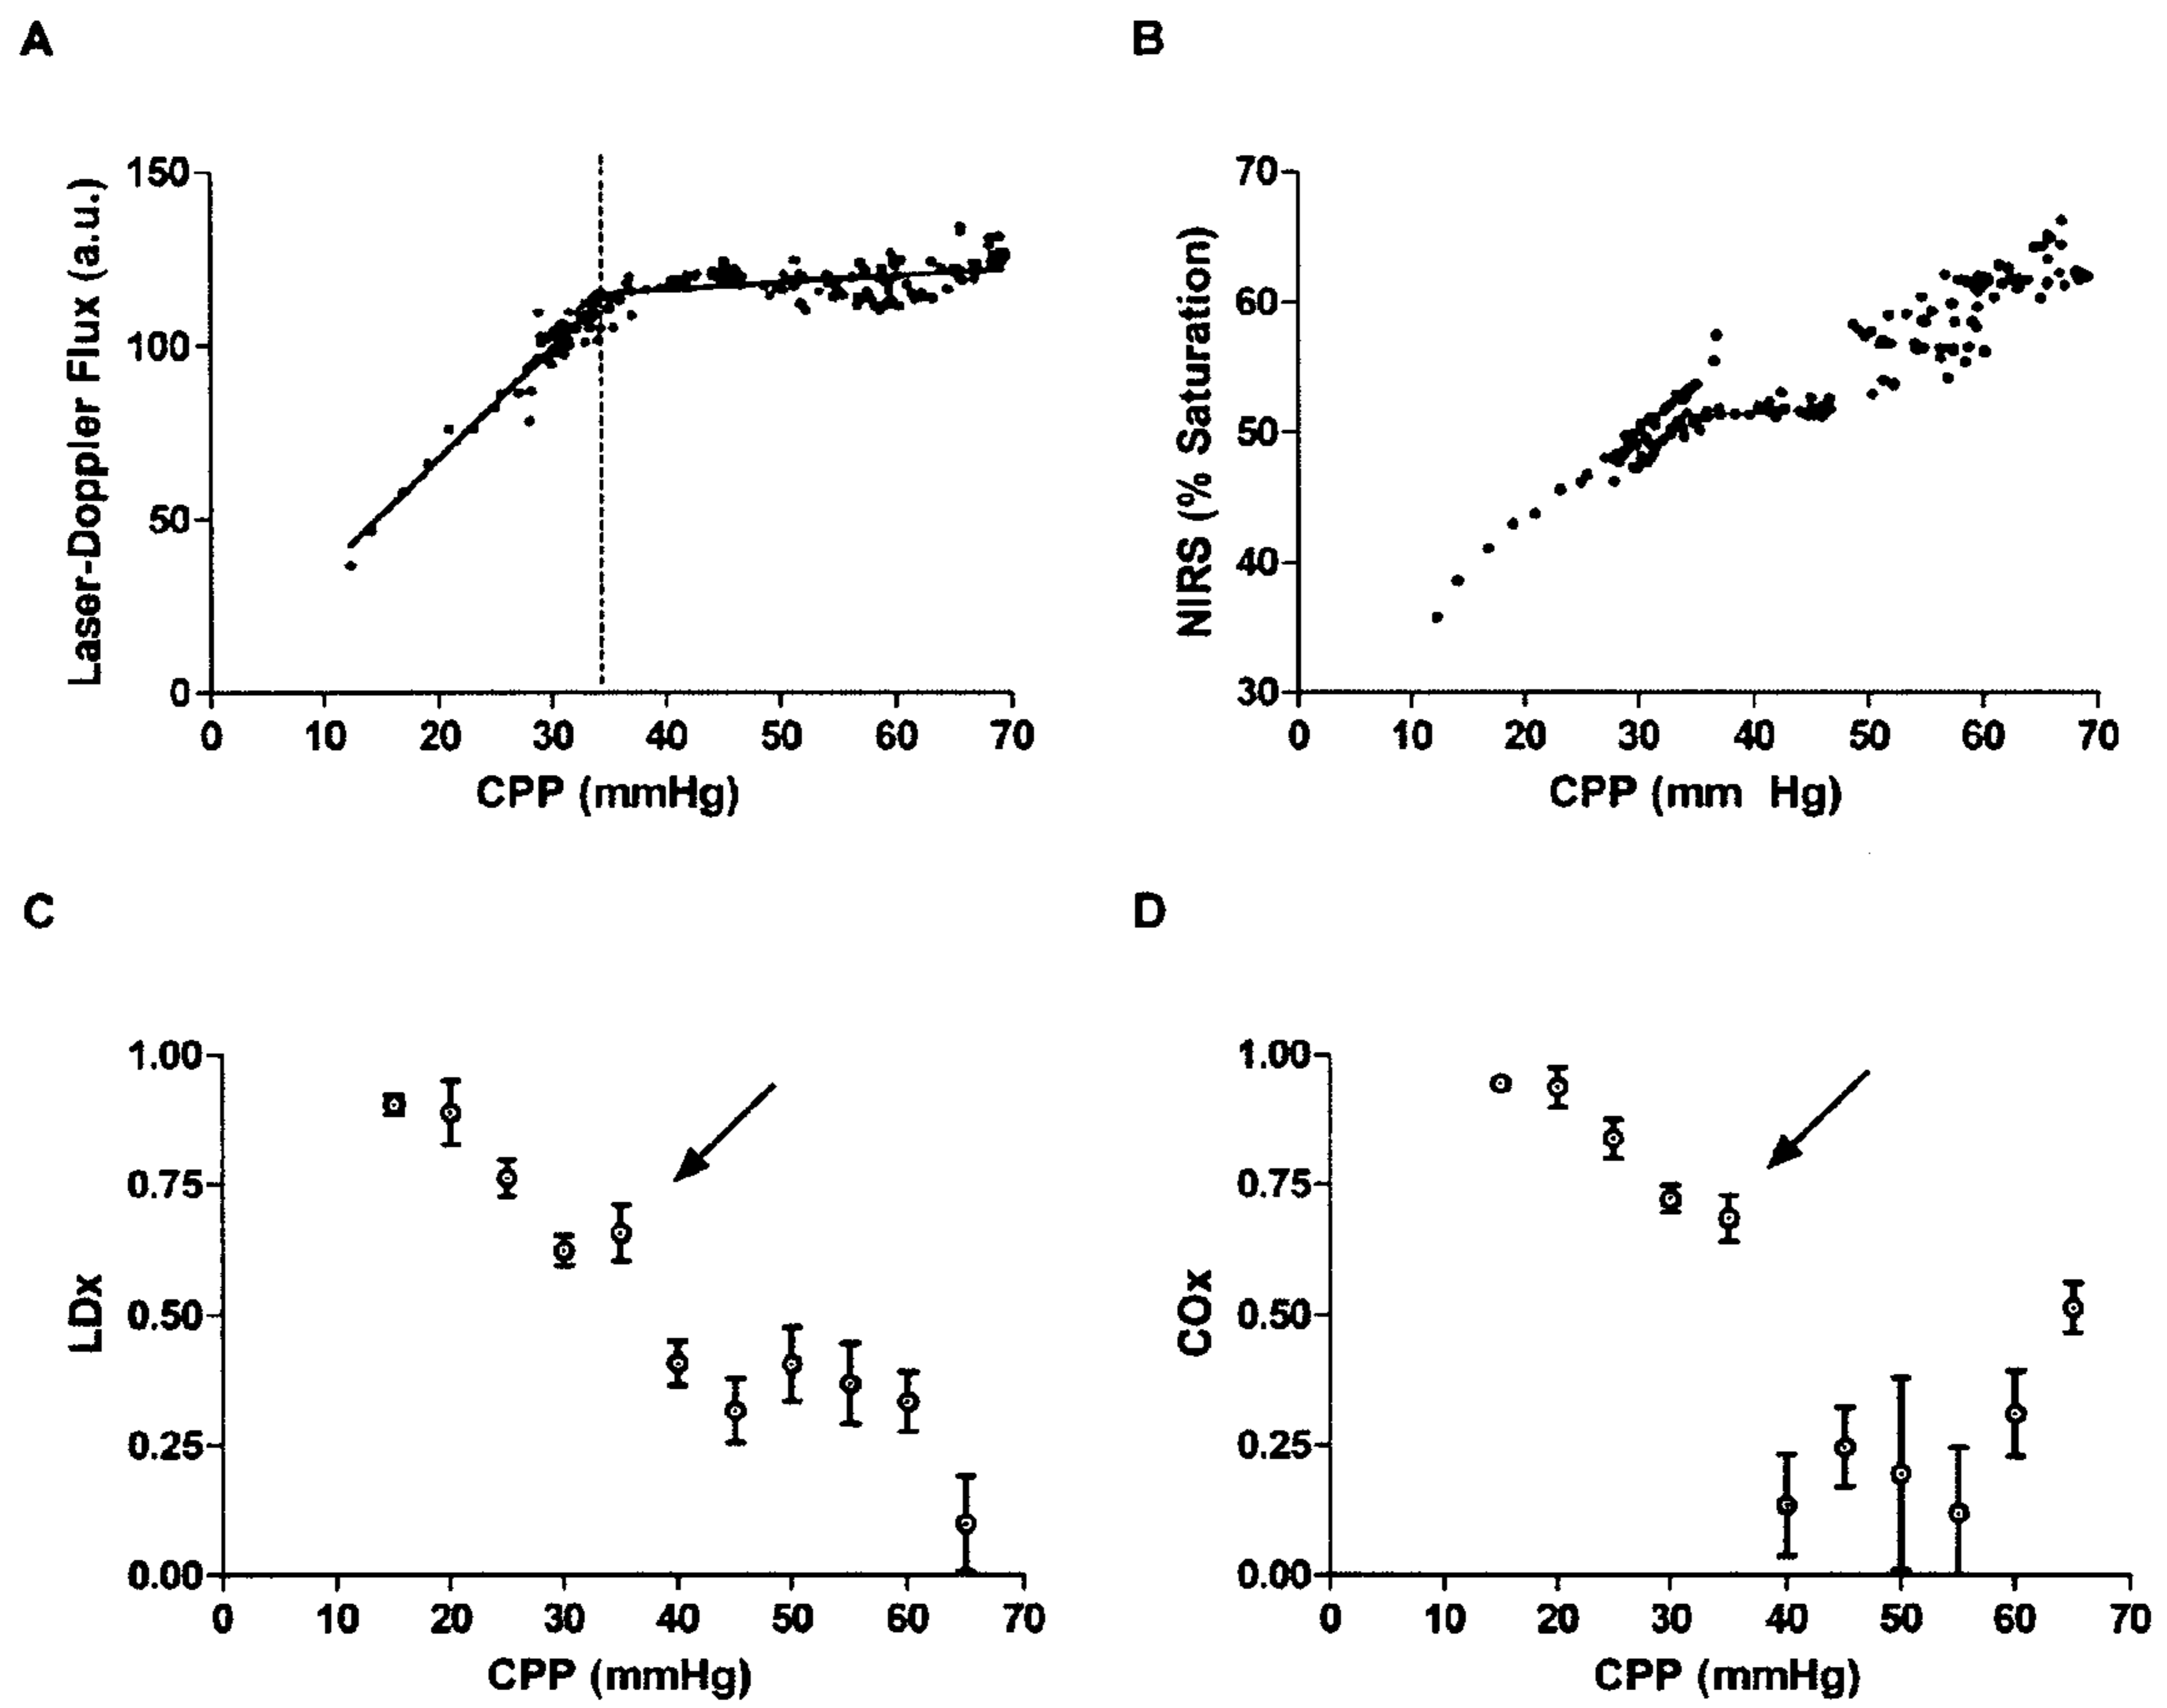 A
B
150
100
50
0
Laser-Doppler Flux (a.u.)
0 10 20 30 40 50 60 70
CPP (mmHg)
70
60
50
40
30
NIRS (% Saturation)
0 10 20 30 40 50 60 70
CPP (mm Hg)
C
D
1.00
0.75
0.50
0.25
0.00
LDx
0 10 20 30 40 50 60 70
CPP (mmHg)
1.00
0.75
0.50
0.25
0.00
COx
0 10 20 30 40 50 60 70
CPP (mmHg)